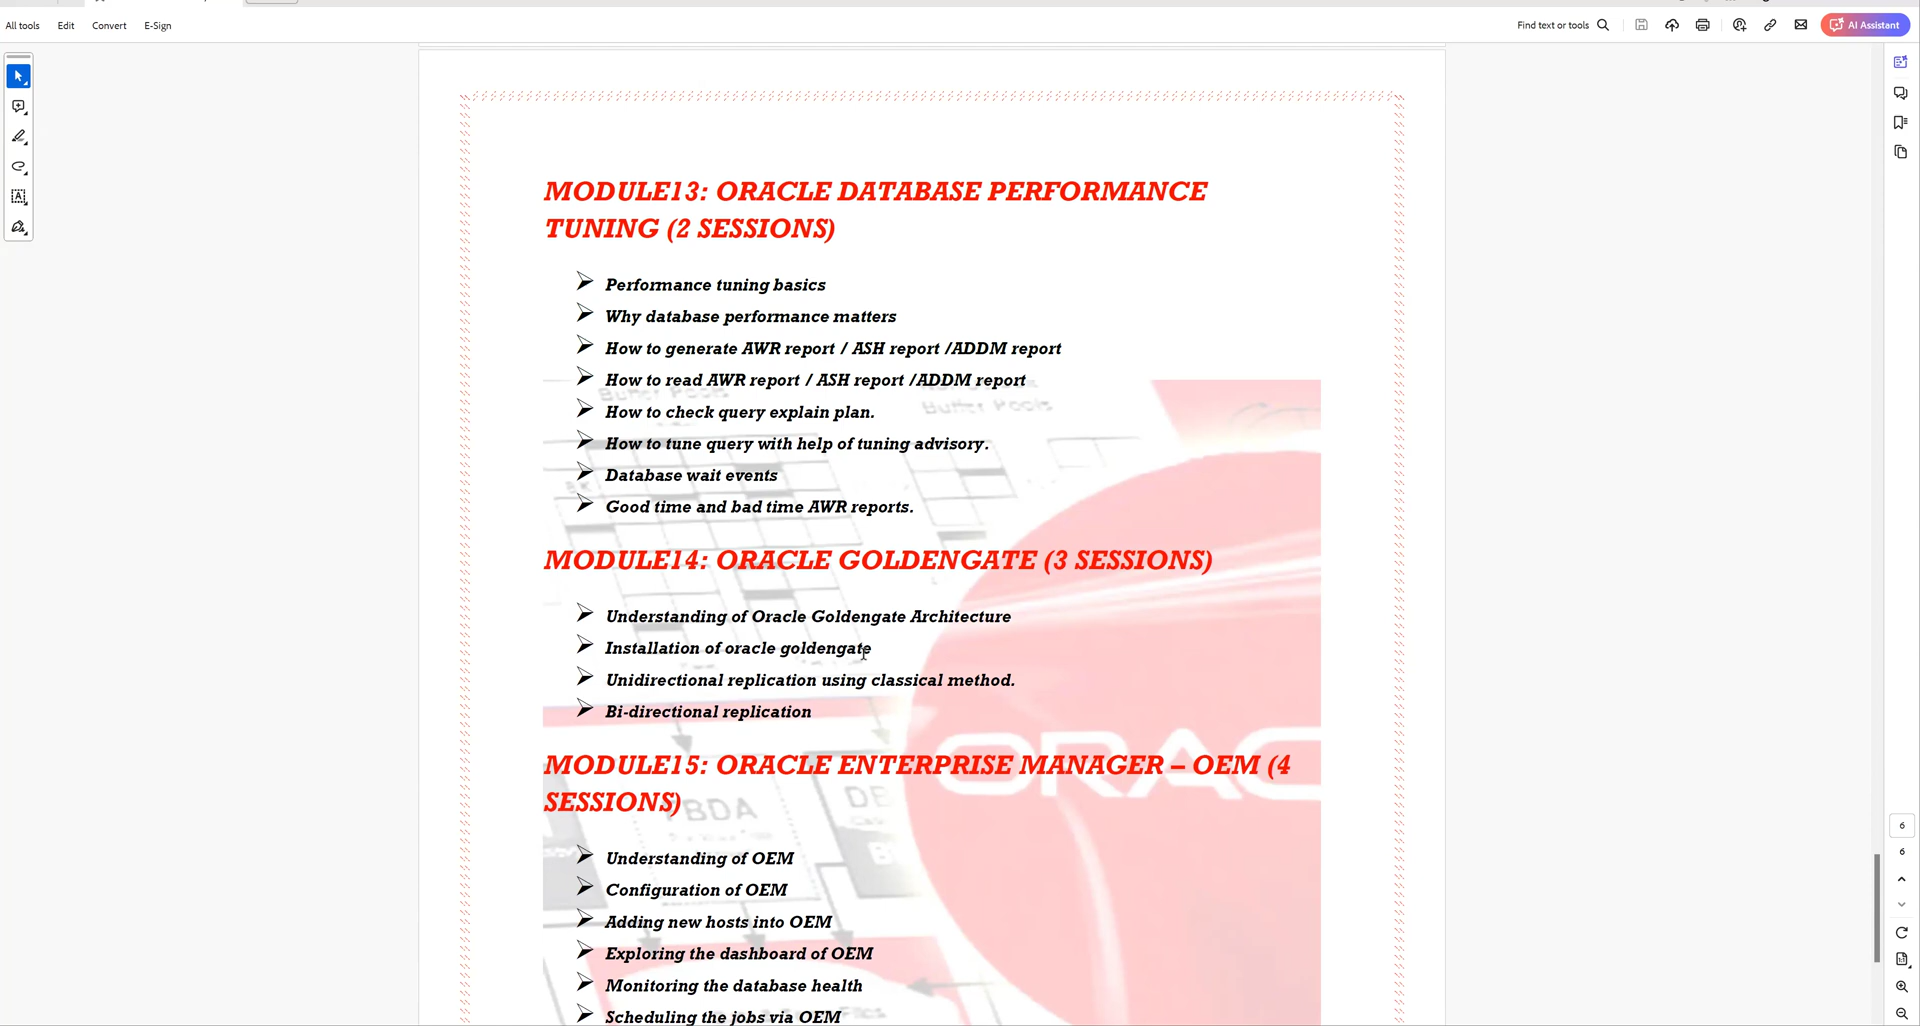 All tools Edit Convert E-Sign Find text or tools AI Assistant
MODULE13: ORACLE DATABASE PERFORMANCE
TUNING (2 SESSIONS)
Performance tuning basics
Why database performance matters
How to generate AWR report / ASH report /ADDM report
How to read AWR report / ASH report /ADDM report
Buffer Pools
Buffer Pools
How to check query explain plan.
How to tune query with help of tuning advisory.
Database wait events
Good time and bad time AWR reports.
MODULE14: ORACLE GOLDENGATE (3 SESSIONS)
Understanding of Oracle Goldengate Architecture
Installation of oracle goldengate
Unidirectional replication using classical method.
Bi-directional replication
MODULE15: ORACLE ENTERPRISE MANAGER – OEM (4
SESSIONS)
ORAC
Understanding of OEM
Configuration of OEM
Adding new hosts into OEM
Exploring the dashboard of OEM
Monitoring the database health
Scheduling the jobs via OEM
6
6